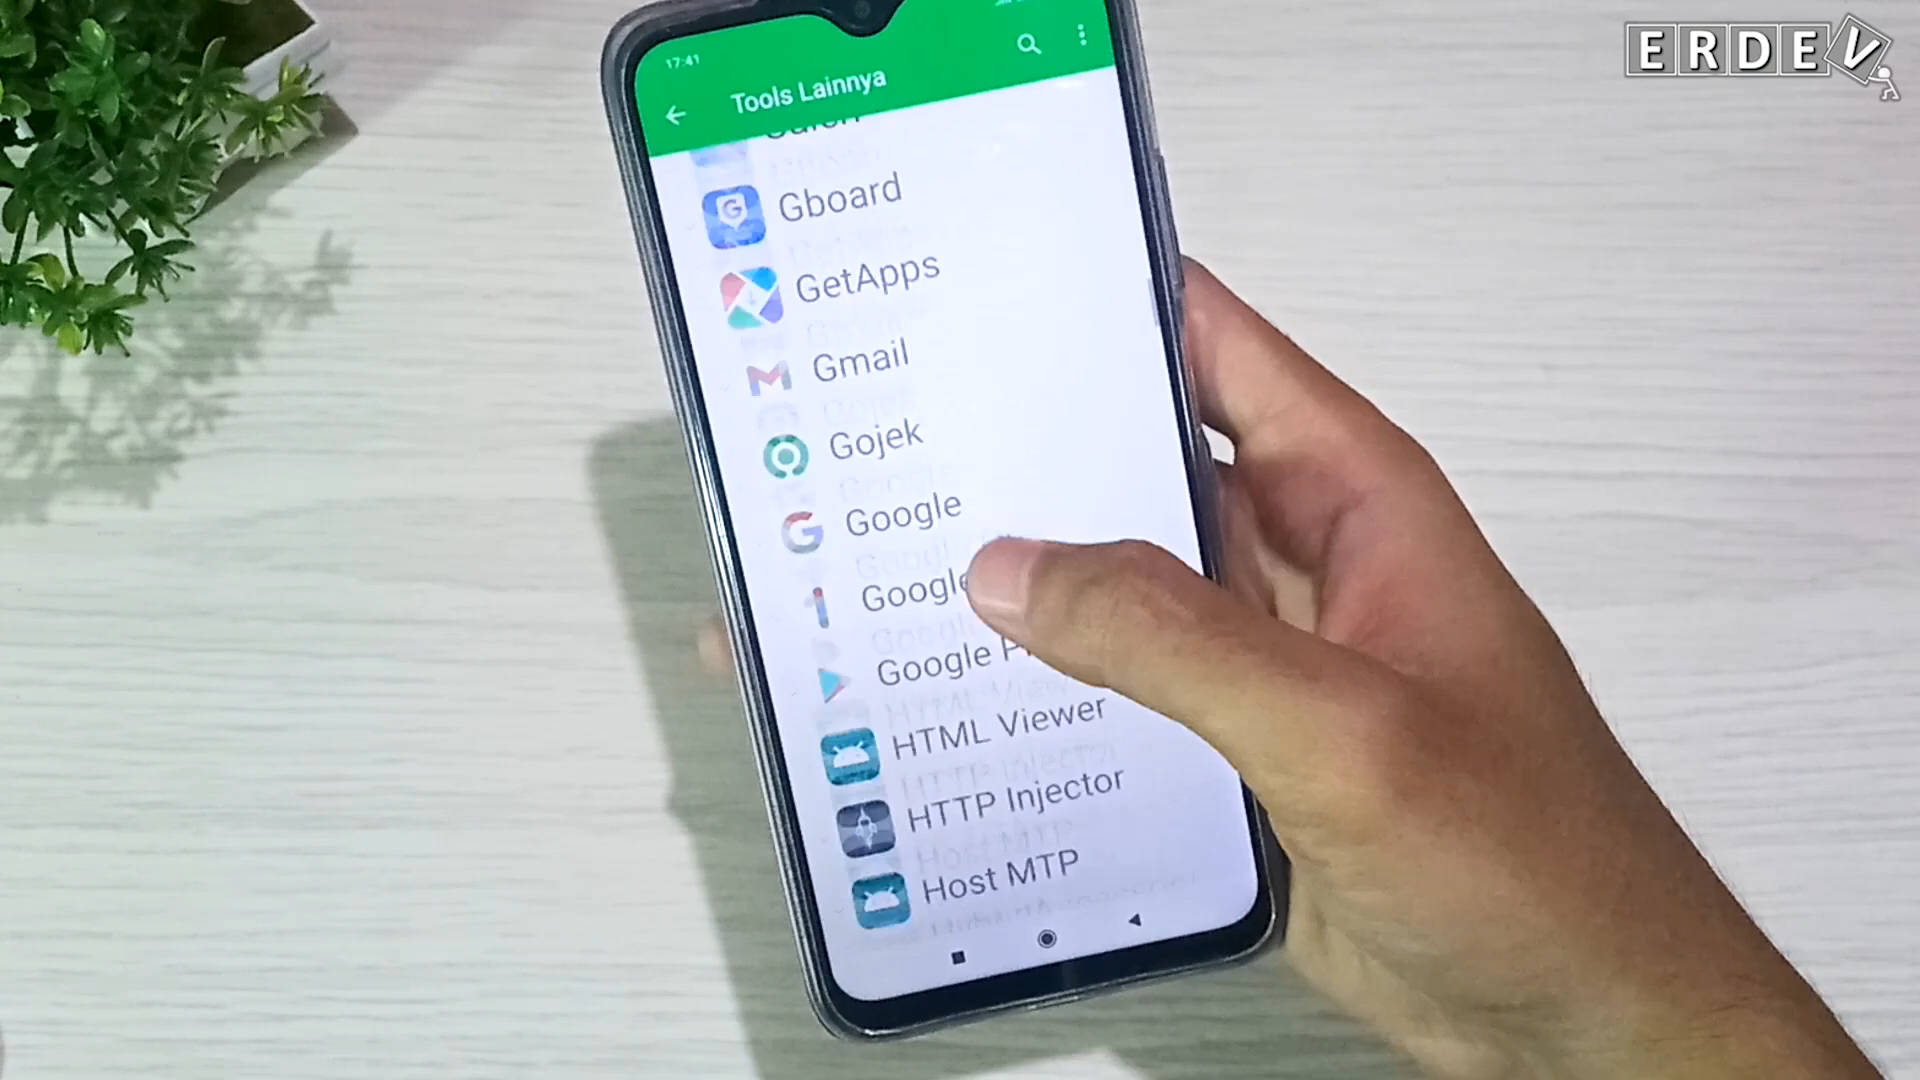 ERDEV
17:41
Tools Lainnya
Gboard
GetApps
Gmail
Gojek
Google
Google
Google
HTML Viewer
HTTP Injector
Host MTP